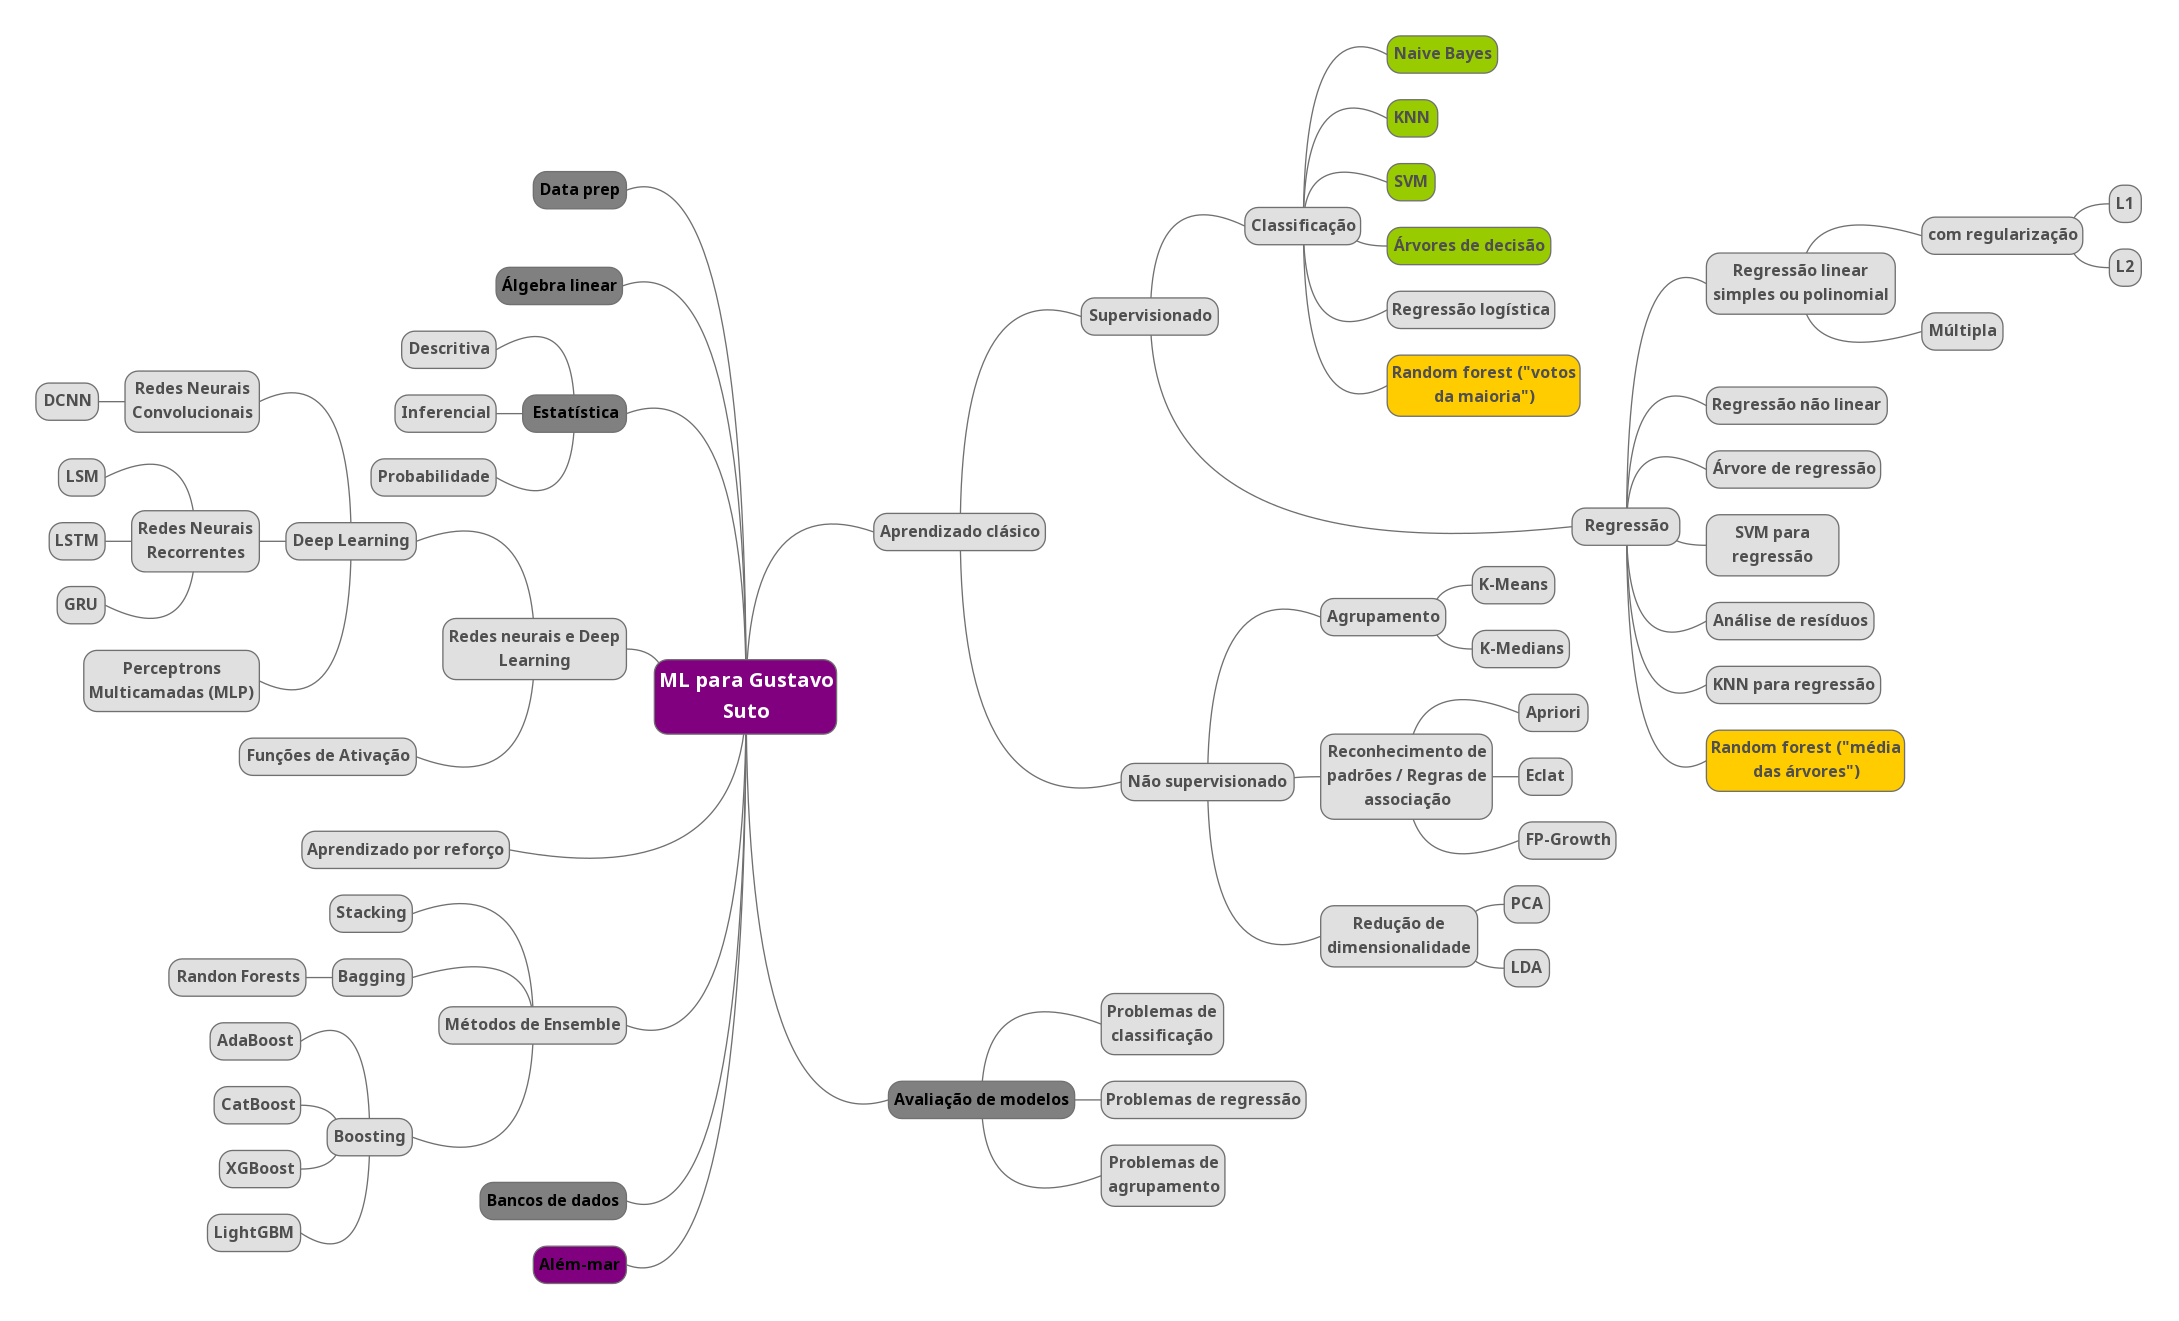 ML para Gustavo
Suto
Data prep
Álgebra linear
Estatística
Descritiva
Inferencial
Probabilidade
Redes neurais e Deep
Learning
Deep Learning
Redes Neurais
Convolucionais
DCNN
Redes Neurais
Recorrentes
LSM
LSTM
GRU
Perceptrons
Multicamadas (MLP)
Funções de Ativação
Aprendizado por reforço
Métodos de Ensemble
Stacking
Bagging
Randon Forests
Boosting
AdaBoost
CatBoost
XGBoost
LightGBM
Bancos de dados
Além-mar
Aprendizado clásico
Supervisionado
Classificação
Naive Bayes
KNN
SVM
Árvores de decisão
Regressão logística
Random forest ("votos
da maioria")
Regressão
Regressão linear
simples ou polinomial
com regularização
L1
L2
Múltipla
Regressão não linear
Árvore de regressão
SVM para
regressão
Análise de resíduos
KNN para regressão
Random forest ("média
das árvores")
Não supervisionado
Agrupamento
K-Means
K-Medians
Reconhecimento de
padrões / Regras de
associação
Apriori
Eclat
FP-Growth
Redução de
dimensionalidade
PCA
LDA
Avaliação de modelos
Problemas de
classificação
Problemas de regressão
Problemas de
agrupamento